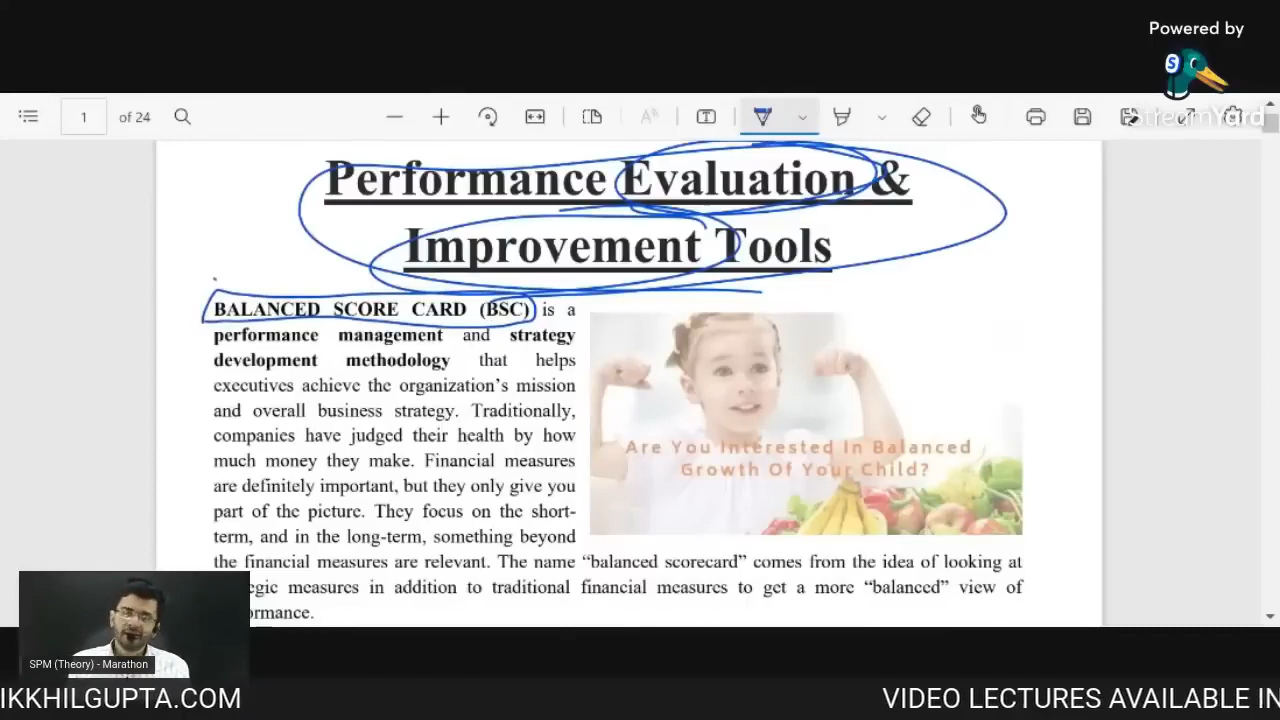 Powered by
S
StreamYard
1 of 24
Performance Evaluation &
Improvement Tools
BALANCED SCORE CARD (BSC) is a
performance management and strategy
development methodology that helps
executives achieve the organization's mission
and overall business strategy. Traditionally,
companies have judged their health by how
much money they make. Financial measures
are definitely important, but they only give you
part of the picture. They focus on the short-
term, and in the long-term, something beyond
the financial measures are relevant. The name "balanced scorecard" comes from the idea of looking at
egic measures in addition to traditional financial measures to get a more "balanced" view of
ormance.
Are You Interested In Balanced
Growth Of Your Child?
SPM (Theory) - Marathon
IKKHILGUPTA.COM
VIDEO LECTURES AVAILABLE IN